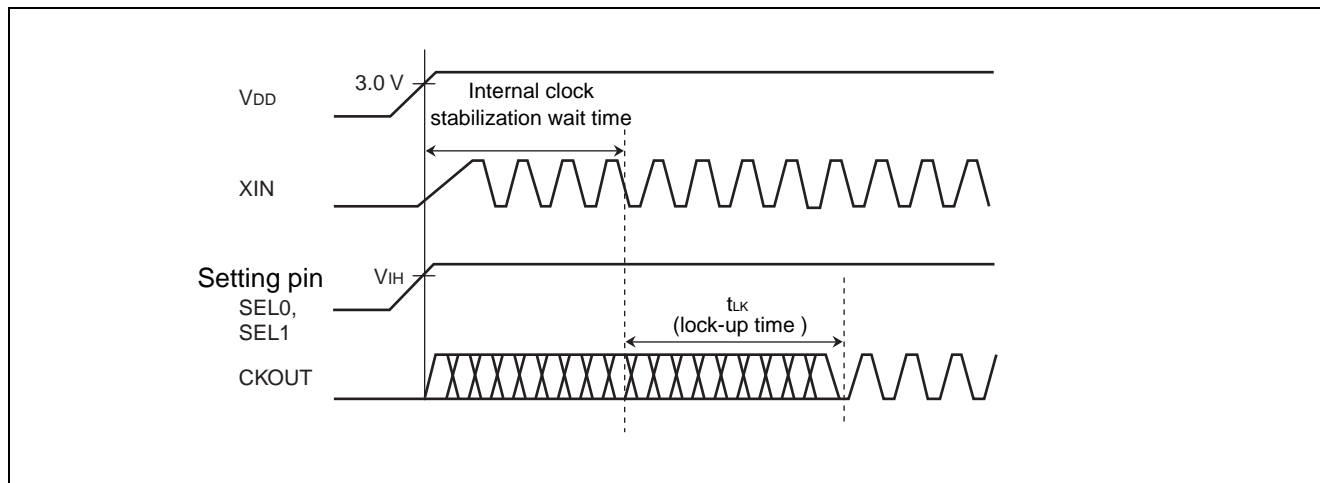 3.0 V
VDD
Internal clock
stabilization wait time
XIN
Setting pin
VIH
SEL0,
SEL1
tLK
(lock-up time )
CKOUT